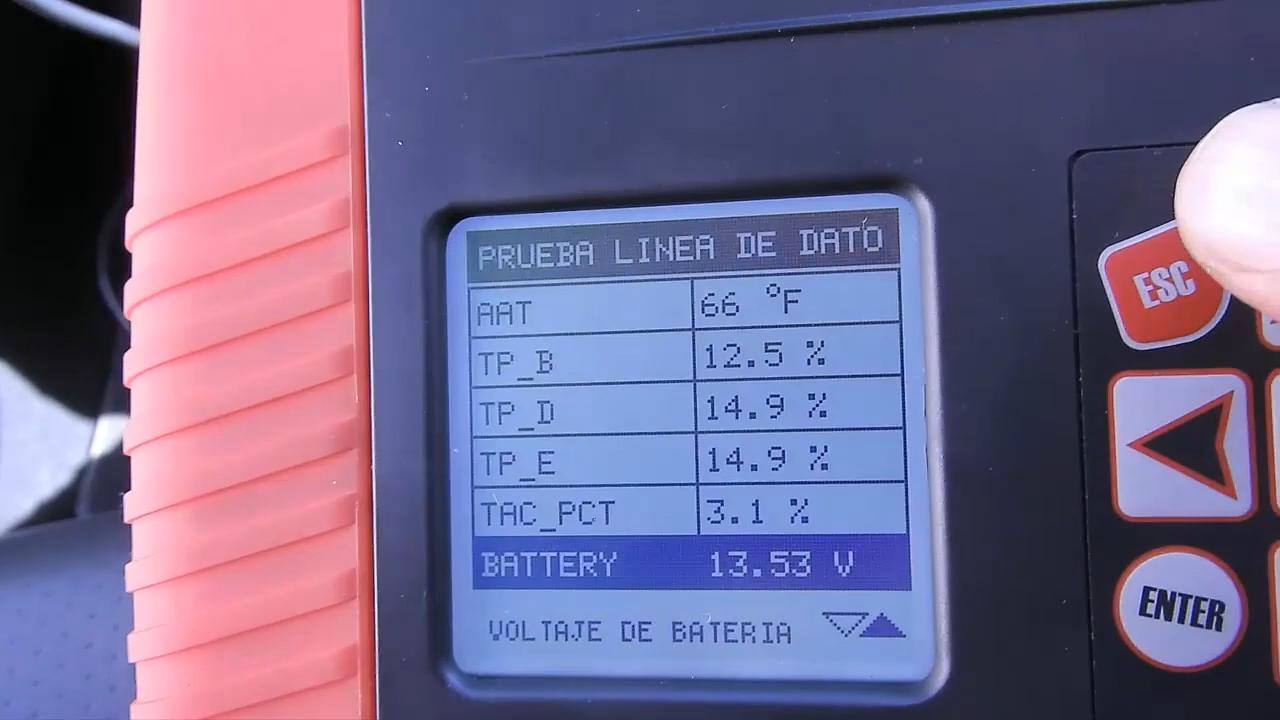 PRUEBA LINEA DE DATO
AAT 66 °F
TP_B 12.5 %
TP_D 14.9 %
TP_E 14.9 %
TAC_PCT 3.1 %
BATTERY 13.53 V
VOLTAJE DE BATERIA
ESC
ENTER